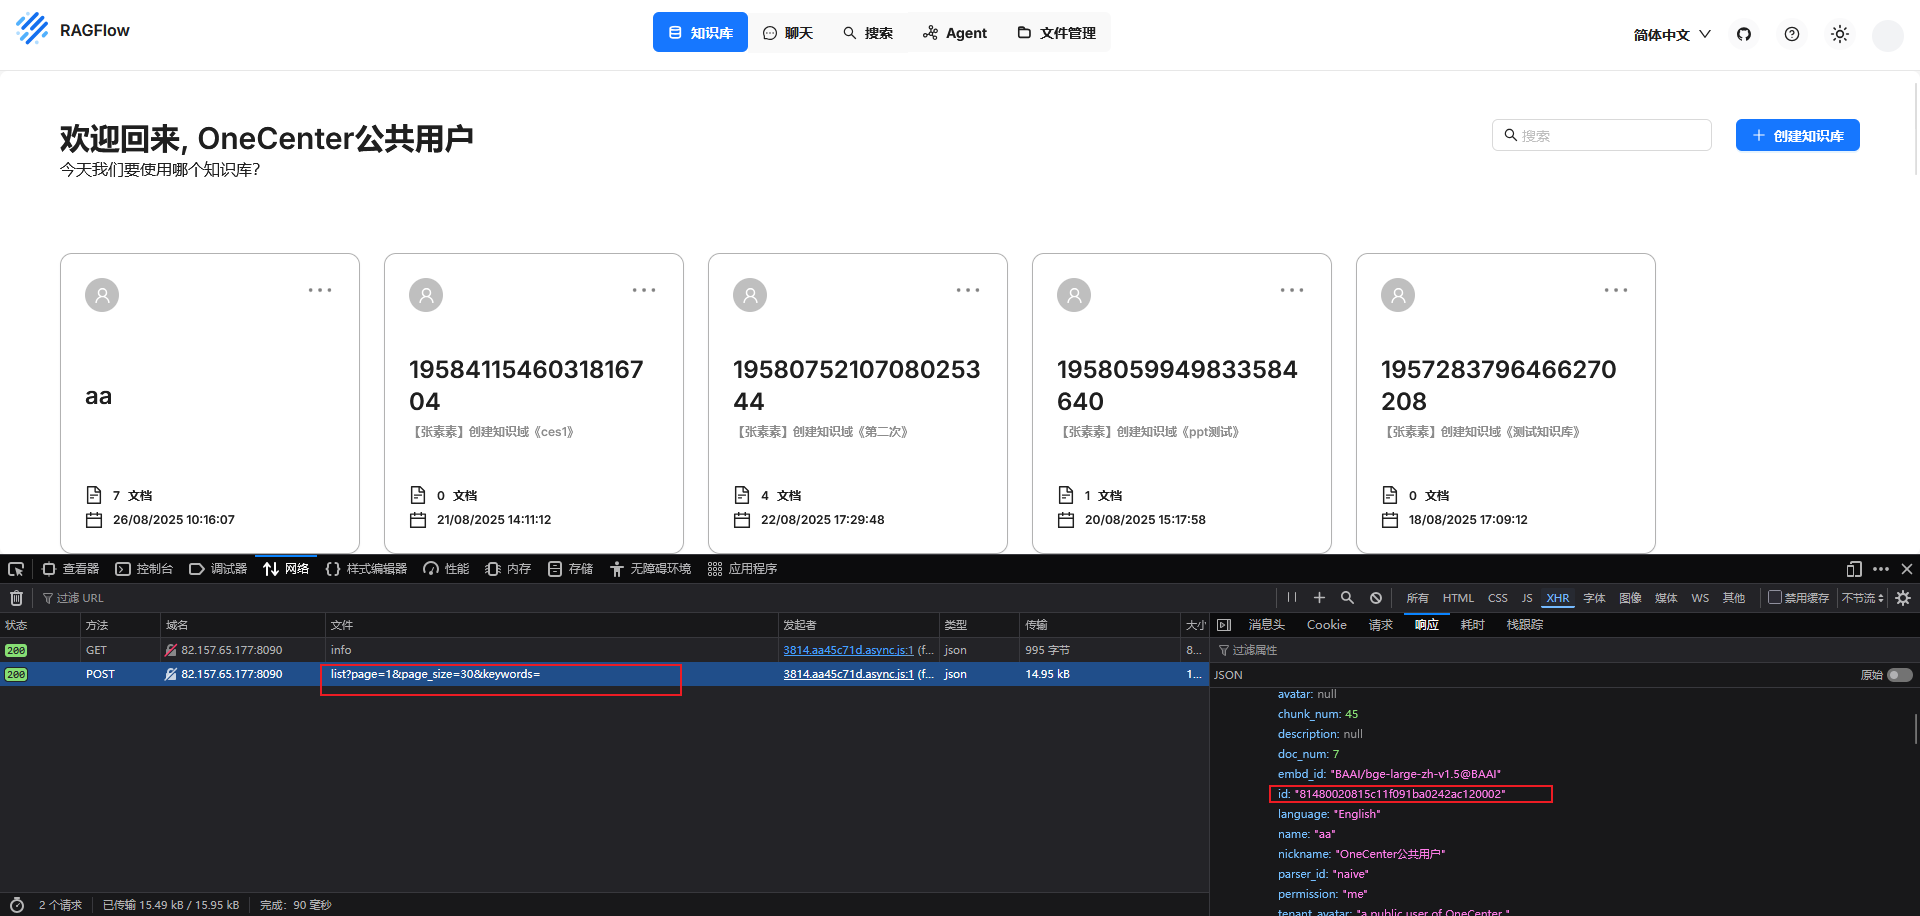 RAGFlow
知识库
聊天
搜索
Agent
文件管理
简体中文
欢迎回来, OneCenter公共用户
今天我们要使用哪个知识库?
搜索
创建知识库
aa
7 文档
26/08/2025 10:16:07
19584115460318167
04
【张素素】创建知识域《ces1》
0 文档
21/08/2025 14:11:12
19580752107080253
44
【张素素】创建知识域《第二次》
4 文档
22/08/2025 17:29:48
1958059949833584
640
【张素素】创建知识域《ppt测试》
1 文档
20/08/2025 15:17:58
1957283796466270
208
【张素素】创建知识域《测试知识库》
0 文档
18/08/2025 17:09:12
查看器 控制台 调试器 网络 样式编辑器 性能 内存 存储 无障碍环境 应用程序
过滤 URL
所有 HTML CSS JS XHR 字体 图像 媒体 WS 其他 禁用缓存 不节流
状态 方法 域名 文件 发起者 类型 传输 大小
200 GET 82.157.65.177:8090 info 3814.aa45c71d.async.js:1 (f... json 995 字节 8...
200 POST 82.157.65.177:8090 list?page=1&page_size=30&keywords= 3814.aa45c71d.async.js:1 (f... json 14.95 kB 1...
消息头 Cookie 请求 响应 耗时 栈跟踪
过滤属性
JSON
原始
avatar: null
chunk_num: 45
description: null
doc_num: 7
embd_id: "BAAI/bge-large-zh-v1.5@BAAI"
id: "81480020815c11f091ba0242ac120002"
language: "English"
name: "aa"
nickname: "OneCenter公共用户"
parser_id: "naive"
permission: "me"
tenant_avatar: "a public user of OneCenter."
2 个请求 已传输 15.49 kB / 15.95 kB 完成: 90 毫秒